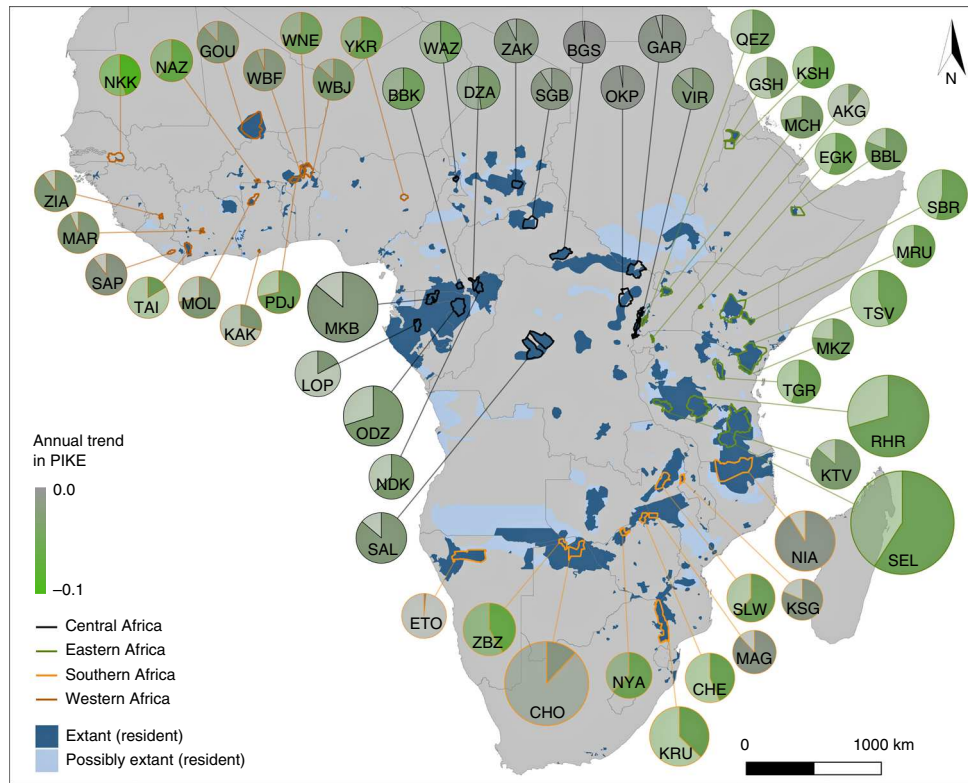 NKK
NAZ
GOU
WBF
WNE
WBJ
YKR
BBK
WAZ
DZA
ZAK
SGB
BGS
OKP
GAR
VIR
QEZ
GSH
KSH
MCH
AKG
EGK
BBL
SBR
MRU
TSV
MKZ
TGR
RHR
KTV
SEL
NIA
KSG
SLW
MAG
CHE
KRU
NYA
CHO
ZBZ
ETO
SAL
NDK
ODZ
LOP
MKB
PDJ
KAK
MOL
TAI
SAP
MAR
ZIA
N
Annual trend
in PIKE
0.0
–0.1
Central Africa
Eastern Africa
Southern Africa
Western Africa
Extant (resident)
Possibly extant (resident)
0 1000 km